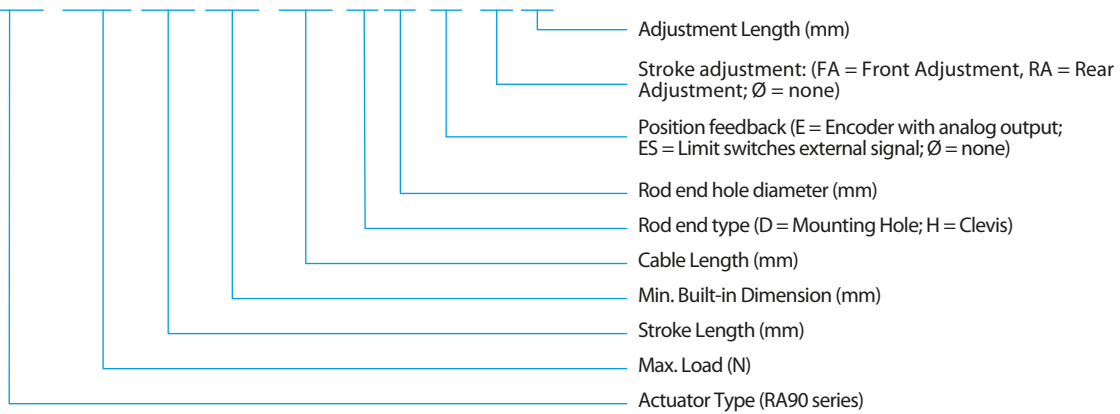 Adjustment Length (mm)
Stroke adjustment: (FA = Front Adjustment, RA = Rear
Adjustment; Ø = none)
Position feedback (E = Encoder with analog output;
ES = Limit switches external signal; Ø = none)
Rod end hole diameter (mm)
Rod end type (D = Mounting Hole; H = Clevis)
Cable Length (mm)
Min. Built-in Dimension (mm)
Stroke Length (mm)
Max. Load (N)
Actuator Type (RA90 series)